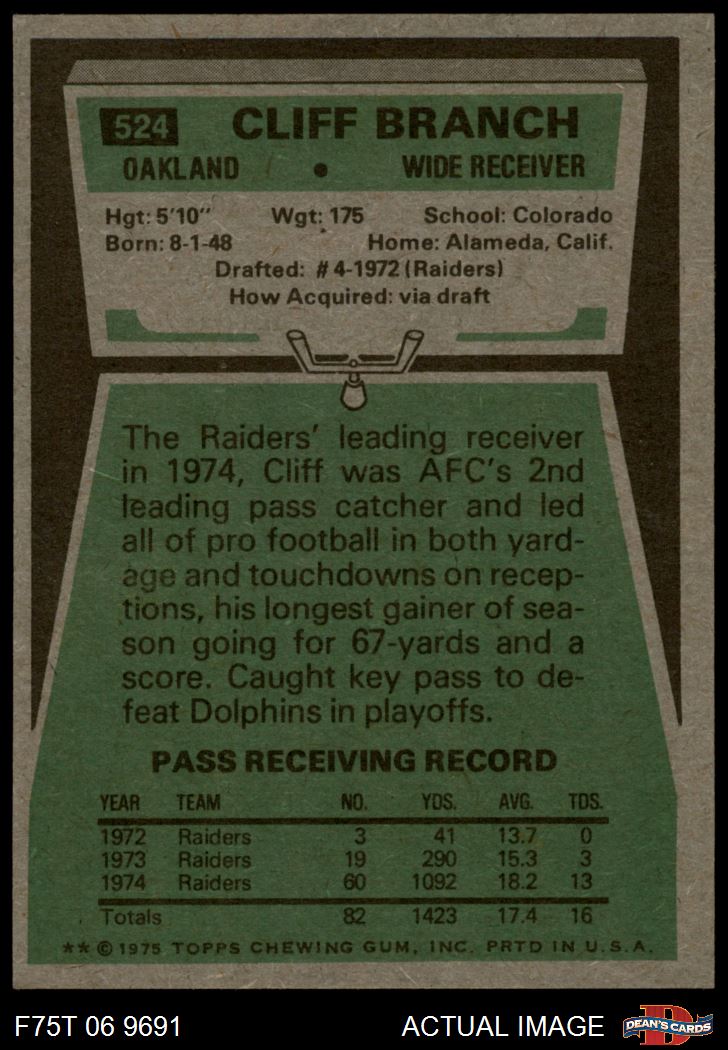 524 CLIFF BRANCH
OAKLAND • WIDE RECEIVER
Hgt: 5'10" Wgt: 175 School: Colorado
Born: 8-1-48 Home: Alameda, Calif.
Drafted: #4-1972 (Raiders)
How Acquired: via draft
The Raiders' leading receiver
in 1974, Cliff was AFC's 2nd
leading pass catcher and led
all of pro football in both yard-
age and touchdowns on recep-
tions, his longest gainer of sea-
son going for 67-yards and a
score. Caught key pass to de-
feat Dolphins in playoffs.
PASS RECEIVING RECORD
YEAR TEAM NO. YDS. AVG. TDS.
1972 Raiders 3 41 13.7 0
1973 Raiders 19 290 15.3 3
1974 Raiders 60 1092 18.2 13
Totals 82 1423 17.4 16
** © 1975 TOPPS CHEWING GUM, INC. PRTD IN U.S.A.
F75T 06 9691 ACTUAL IMAGE D DEAN'S CARDS